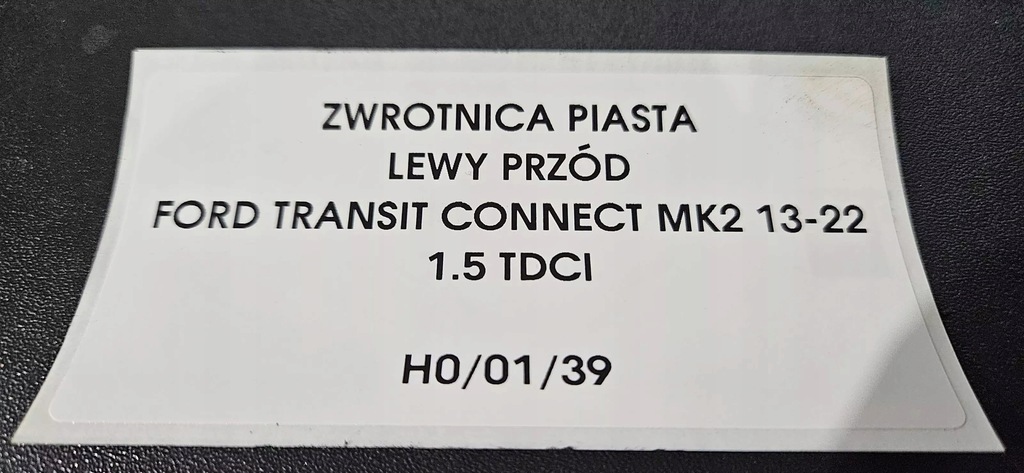 ZWROTNICA PIASTA
LEWY PRZÓD
FORD TRANSIT CONNECT MK2 13-22
1.5 TDCI
H0/01/39